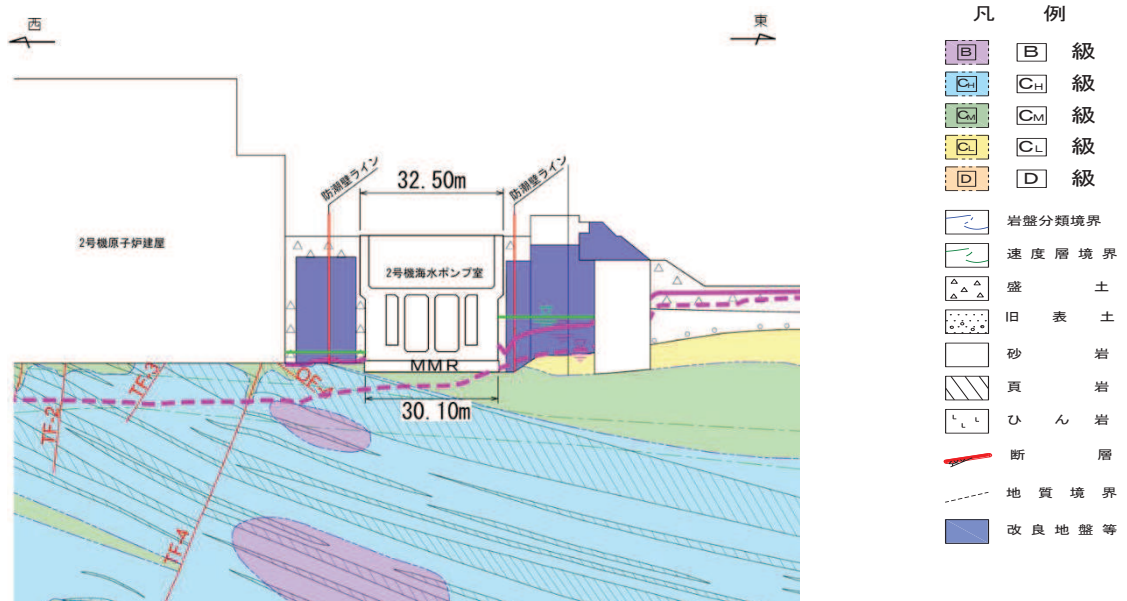 西
東
防潮壁ライン
32.50m
防潮壁ライン
2号機原子炉建屋
2号機海水ポンプ室
MMR
30.10m
TF-2
TF-3
OF-4
TF-4
凡 例
B B 級
CH CH 級
CM CM 級
CL CL 級
D D 級
岩盤分類境界
速度層境界
盛 土
旧表土
砂 岩
頁 岩
ひん岩
断 層
地質境界
改良地盤等